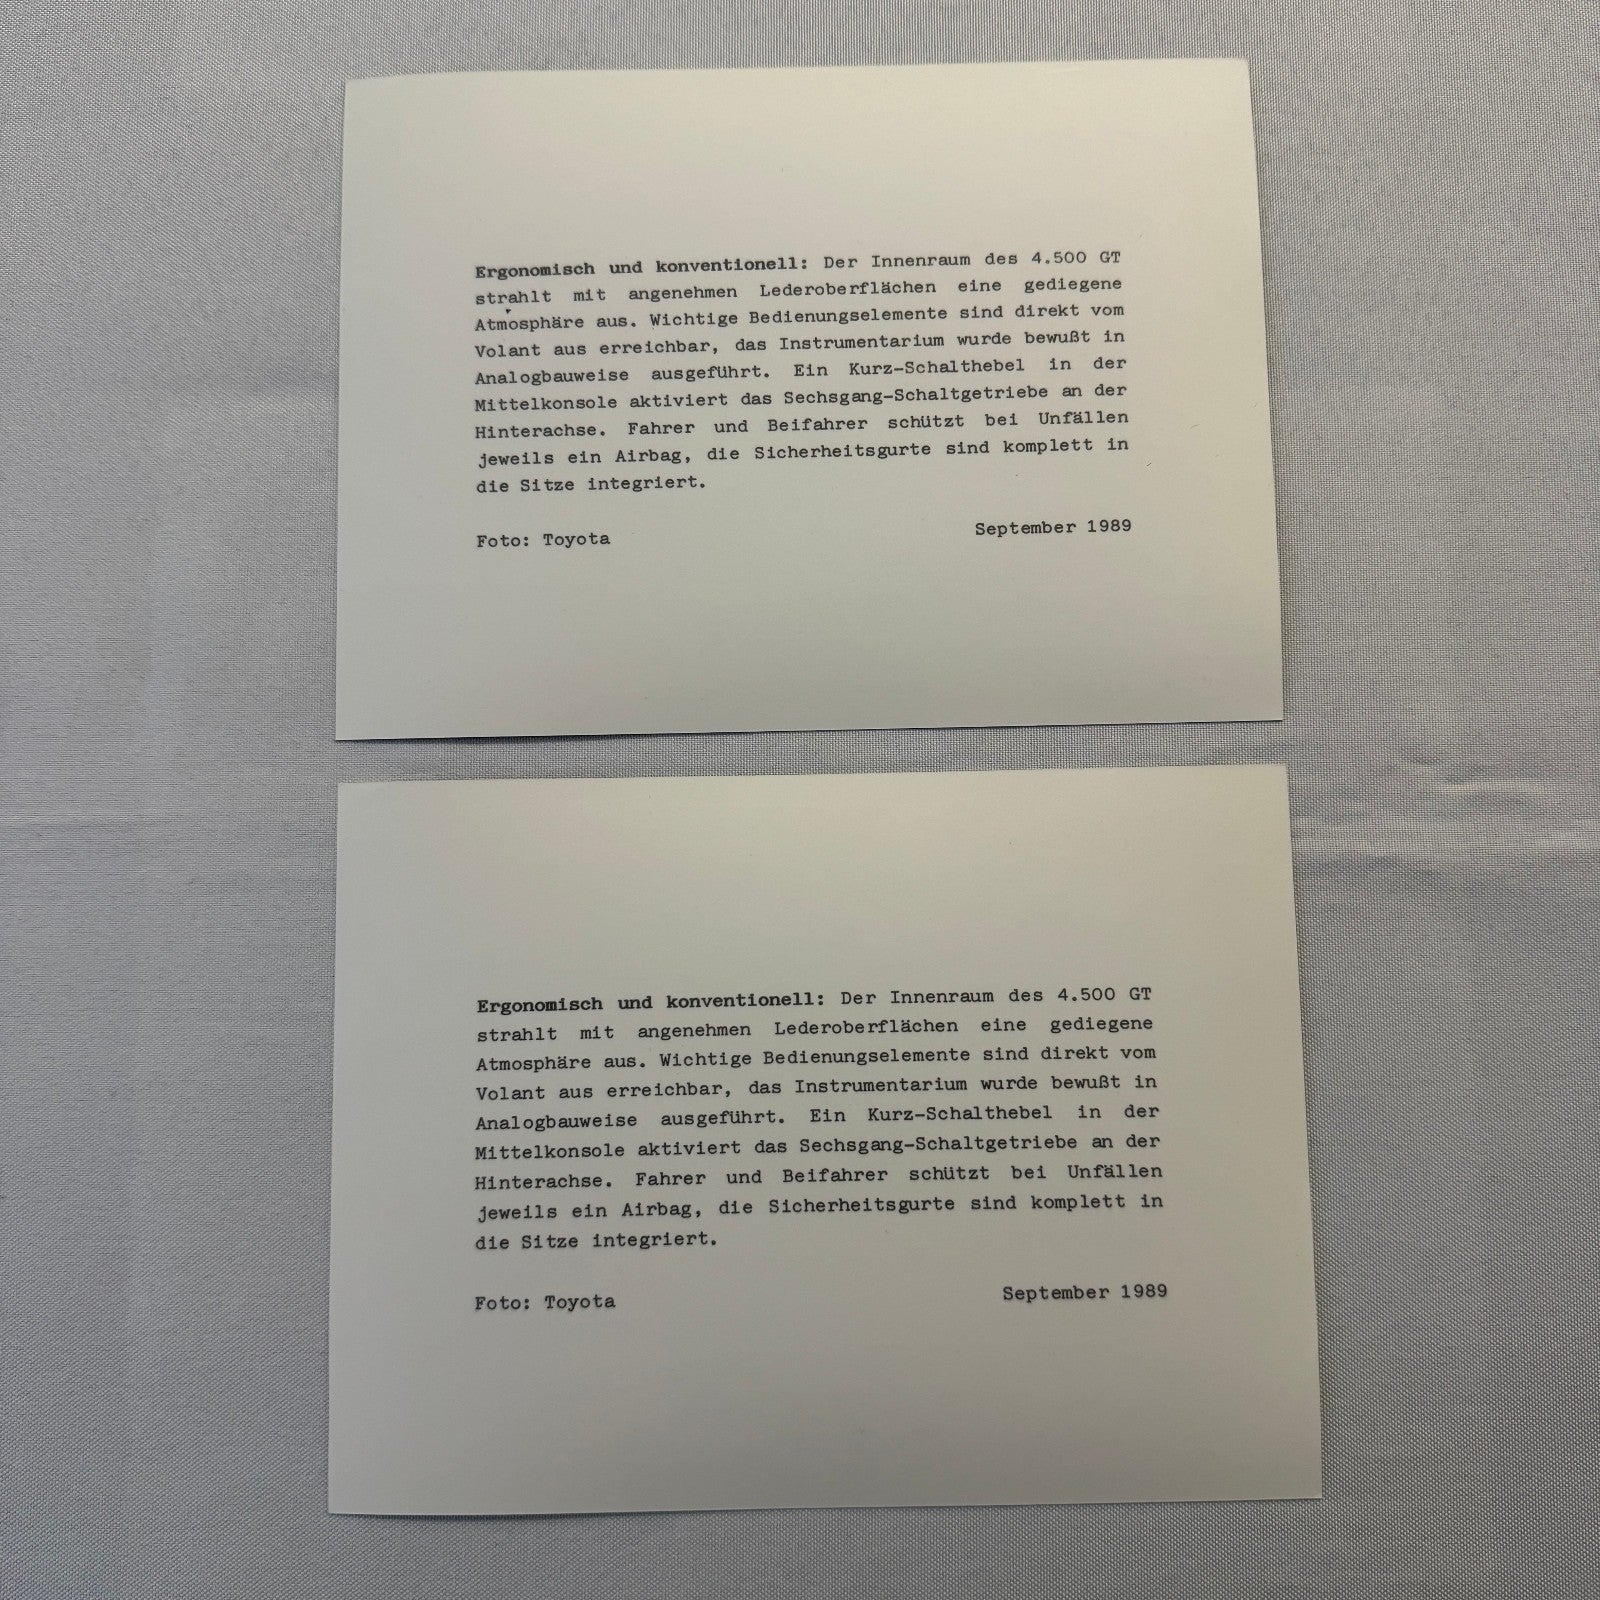 Ergonomisch und konventionell: Der Innenraum des 4.500 GT
strahlt mit angenehmen Lederoberflächen eine gediegene
Atmosphäre aus. Wichtige Bedienungselemente sind direkt vom
Volant aus erreichbar, das Instrumentarium wurde bewußt in
Analogbauweise ausgeführt. Ein Kurz-Schalthebel in der
Mittelkonsole aktiviert das Sechsgang-Schaltgetriebe an der
Hinterachse. Fahrer und Beifahrer schützt bei Unfällen
jeweils ein Airbag, die Sicherheitsgurte sind komplett in
die Sitze integriert.
Foto: Toyota September 1989
Ergonomisch und konventionell: Der Innenraum des 4.500 GT
strahlt mit angenehmen Lederoberflächen eine gediegene
Atmosphäre aus. Wichtige Bedienungselemente sind direkt vom
Volant aus erreichbar, das Instrumentarium wurde bewußt in
Analogbauweise ausgeführt. Ein Kurz-Schalthebel in der
Mittelkonsole aktiviert das Sechsgang-Schaltgetriebe an der
Hinterachse. Fahrer und Beifahrer schützt bei Unfällen
jeweils ein Airbag, die Sicherheitsgurte sind komplett in
die Sitze integriert.
Foto: Toyota September 1989